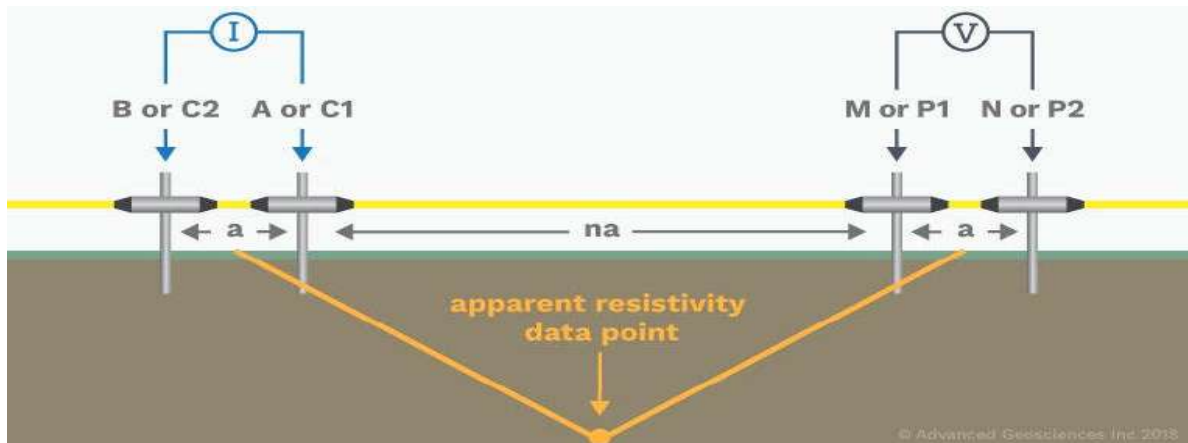 I
V
B or C2
A or C1
M or P1
N or P2
a
na
a
apparent resistivity
data point
© Advanced Geosciences Inc 2018